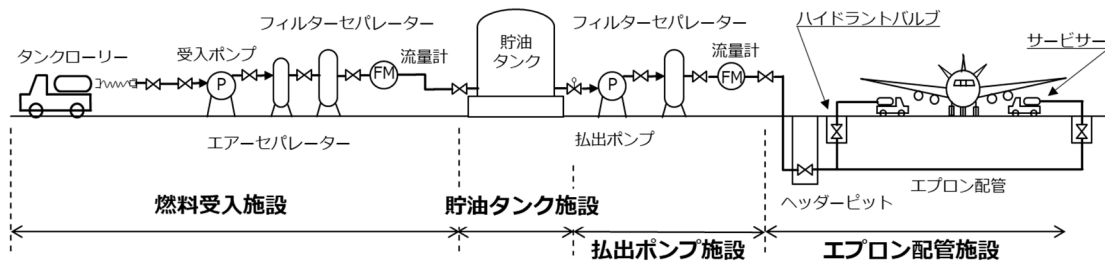 フィルターセパレーター
フィルターセパレーター
ハイドラントバルブ
タンクローリー
受入ポンプ
流量計
貯油
タンク
流量計
サービサー
P
FM
P
FM
エアーセパレーター
払出ポンプ
エプロン配管
ヘッダーピット
燃料受入施設
貯油タンク施設
払出ポンプ施設
エプロン配管施設